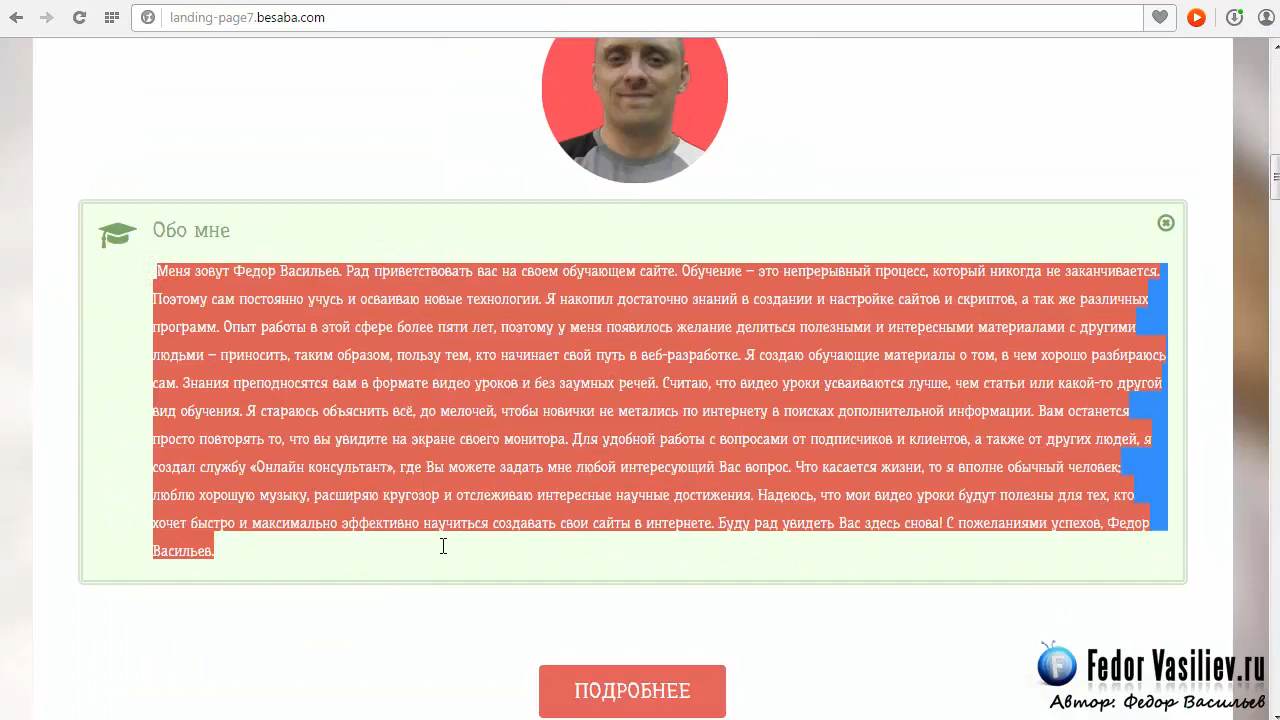 landing-page7.besaba.com
Обо мне
Меня зовут Федор Васильев. Рад приветствовать вас на своем обучающем сайте. Обучение – это непрерывный процесс, который никогда не заканчивается.
Поэтому сам постоянно учусь и осваиваю новые технологии. Я накопил достаточно знаний в создании и настройке сайтов и скриптов, а так же различных
программ. Опыт работы в этой сфере более пяти лет, поэтому у меня появилось желание делиться полезными и интересными материалами с другими
людьми – приносить, таким образом, пользу тем, кто начинает свой путь в веб-разработке. Я создаю обучающие материалы о том, в чем хорошо разбираюсь
сам. Знания преподносятся вам в формате видео уроков и без заумных речей. Считаю, что видео уроки усваиваются лучше, чем статьи или какой-то другой
вид обучения. Я стараюсь объяснить всё, до мелочей, чтобы новички не метались по интернету в поисках дополнительной информации. Вам останется
просто повторять то, что вы увидите на экране своего монитора. Для удобной работы с вопросами от подписчиков и клиентов, а также от других людей, я
создал службу «Онлайн консультант», где Вы можете задать мне любой интересующий Вас вопрос. Что касается жизни, то я вполне обычный человек:
люблю хорошую музыку, расширяю кругозор и отслеживаю интересные научные достижения. Надеюсь, что мои видео уроки будут полезны для тех, кто
хочет быстро и максимально эффективно научиться создавать свои сайты в интернете. Буду рад увидеть Вас здесь снова! С пожеланиями успехов, Федор
Васильев.
ПОДРОБНЕЕ
Fedor Vasiliev.ru
Автор: Федор Васильев